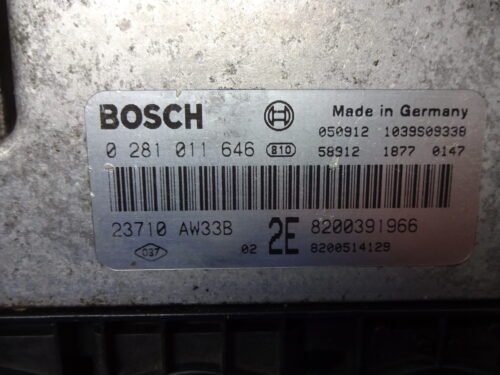 BOSCH
Made in Germany
050912 1039S09338
0 281 011 646 B10
58912 1877 0147
23710 AW33B
2E
8200391966
037
02
8200514129